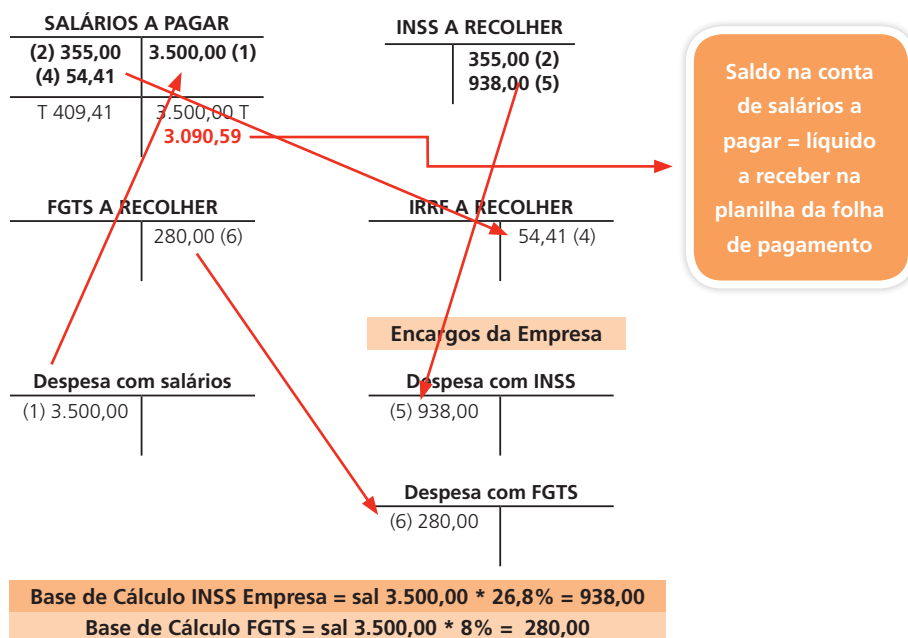 SALÁRIOS A PAGAR
(2) 355,00 3.500,00 (1)
(4) 54,41
T 409,41 3.500,00 T
3.090,59
INSS A RECOLHER
355,00 (2)
938,00 (5)
Saldo na conta
de salários a
pagar = líquido
a receber na
planilha da folha
de pagamento
FGTS A RECOLHER
280,00 (6)
IRRF A RECOLHER
54,41 (4)
Encargos da Empresa
Despesa com salários
(1) 3.500,00
Despesa com INSS
(5) 938,00
Despesa com FGTS
(6) 280,00
Base de Cálculo INSS Empresa = sal 3.500,00 * 26,8% = 938,00
Base de Cálculo FGTS = sal 3.500,00 * 8% = 280,00